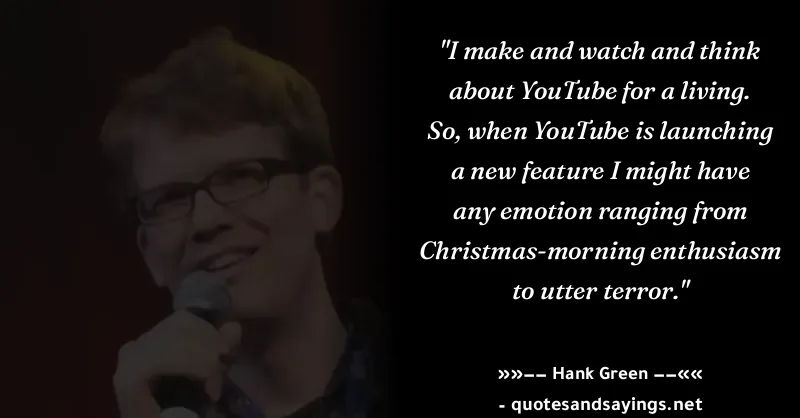 "I make and watch and think
about YouTube for a living.
So, when YouTube is launching
a new feature I might have
any emotion ranging from
Christmas-morning enthusiasm
to utter terror."
»»−− Hank Green −−««
- quotesandsayings.net